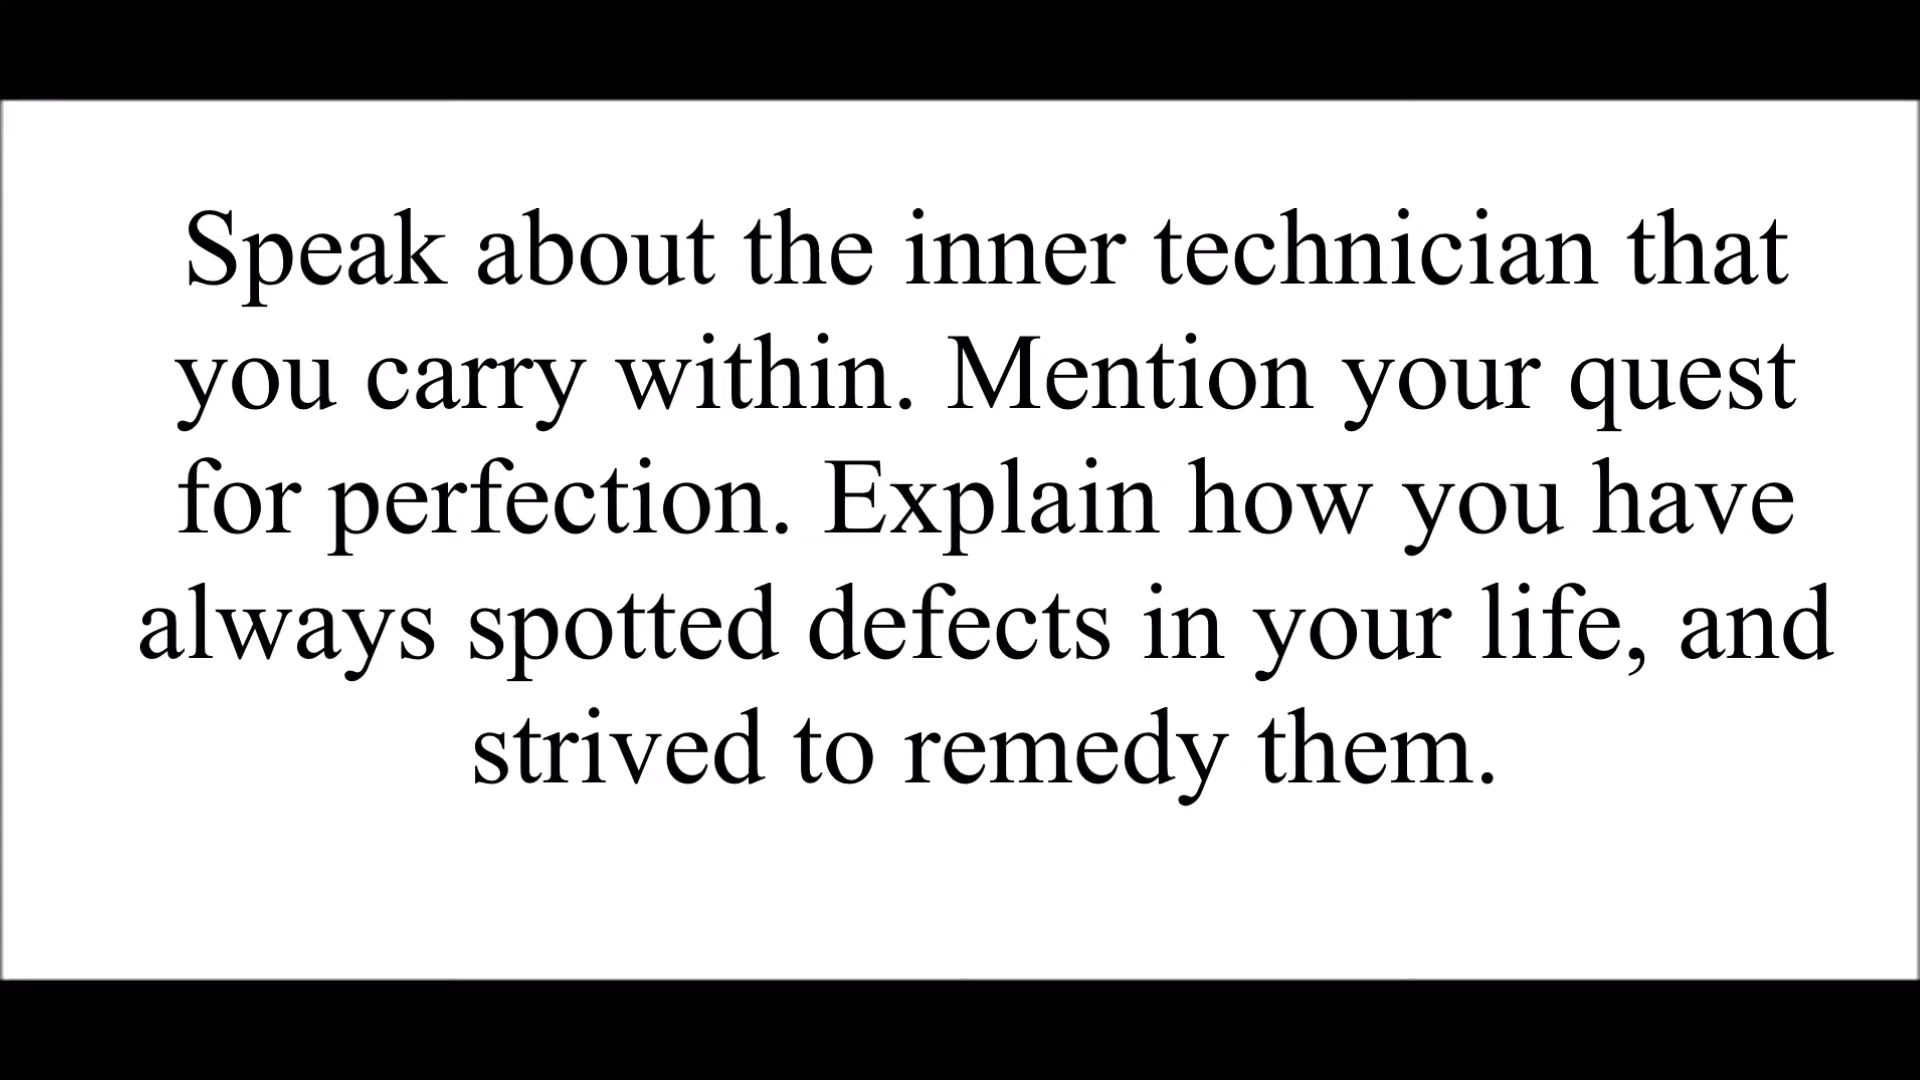 Speak about the inner technician that
you carry within. Mention your quest
for perfection. Explain how you have
always spotted defects in your life, and
strived to remedy them.